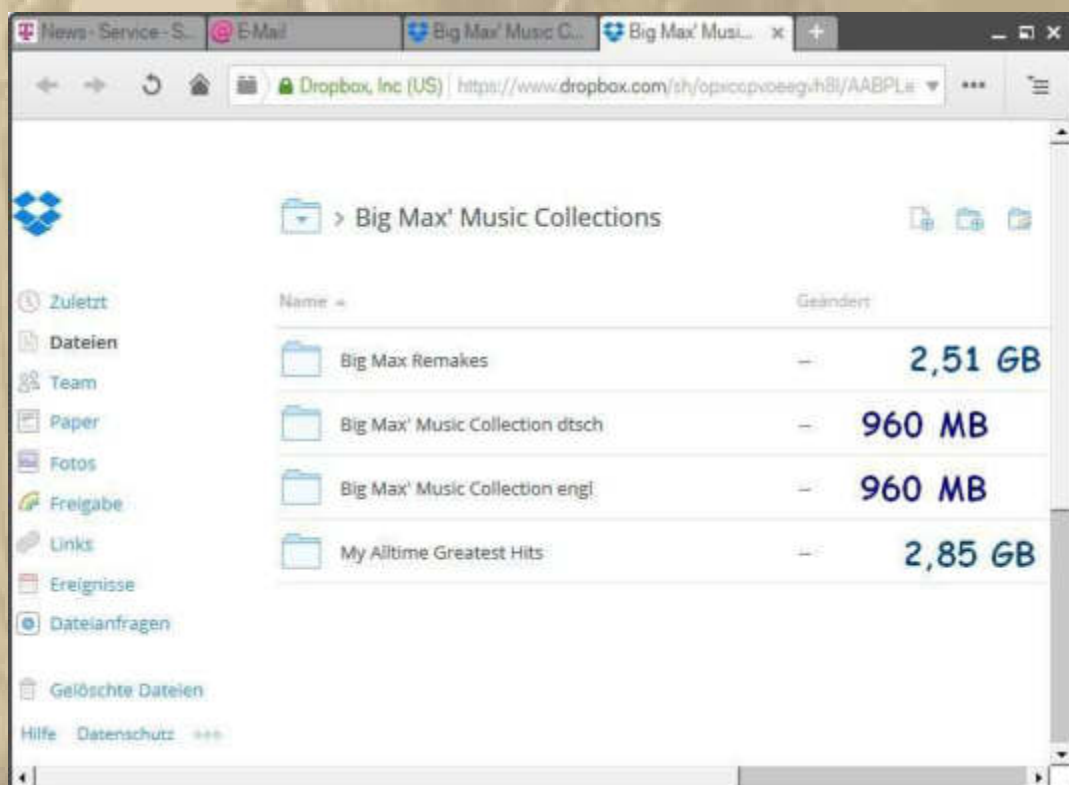 News - Service - S... E-Mail Big Max' Music C... Big Max' Musi...
Dropbox, Inc (US) https://www.dropbox.com/sh/
Big Max' Music Collections
Name Geändert
Zuletzt
Dateien
Team
Paper
Fotos
Freigabe
Links
Ereignisse
Dateianfragen
Gelöschte Dateien
Hilfe Datenschutz
Big Max Remakes -- 2,51 GB
Big Max' Music Collection dtsch -- 960 MB
Big Max' Music Collection engl -- 960 MB
My Alltime Greatest Hits -- 2,85 GB